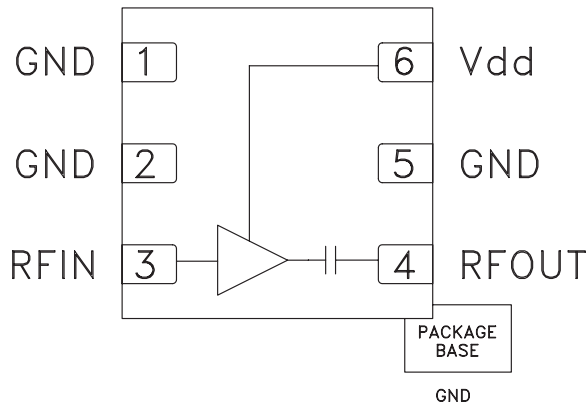 GND 1 6 Vdd
GND 2 5 GND
RFIN 3 4 RFOUT
PACKAGE
BASE
GND